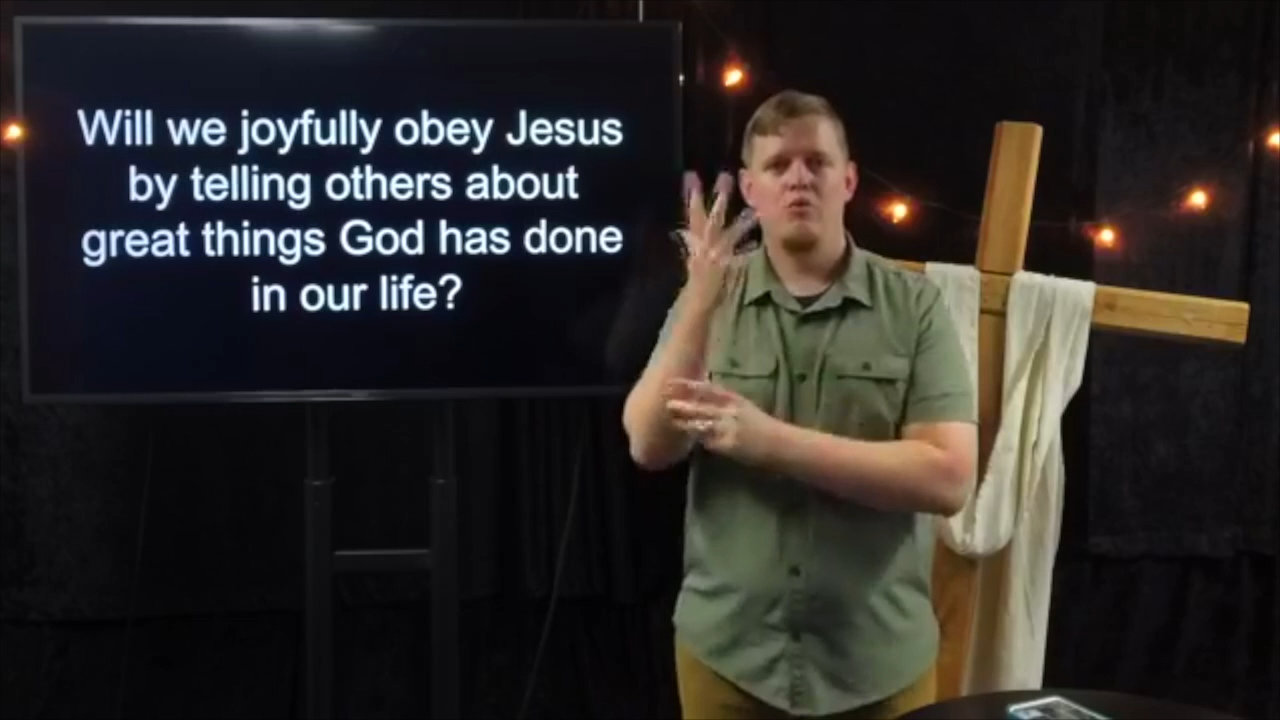 Will we joyfully obey Jesus
by telling others about
great things God has done
in our life?